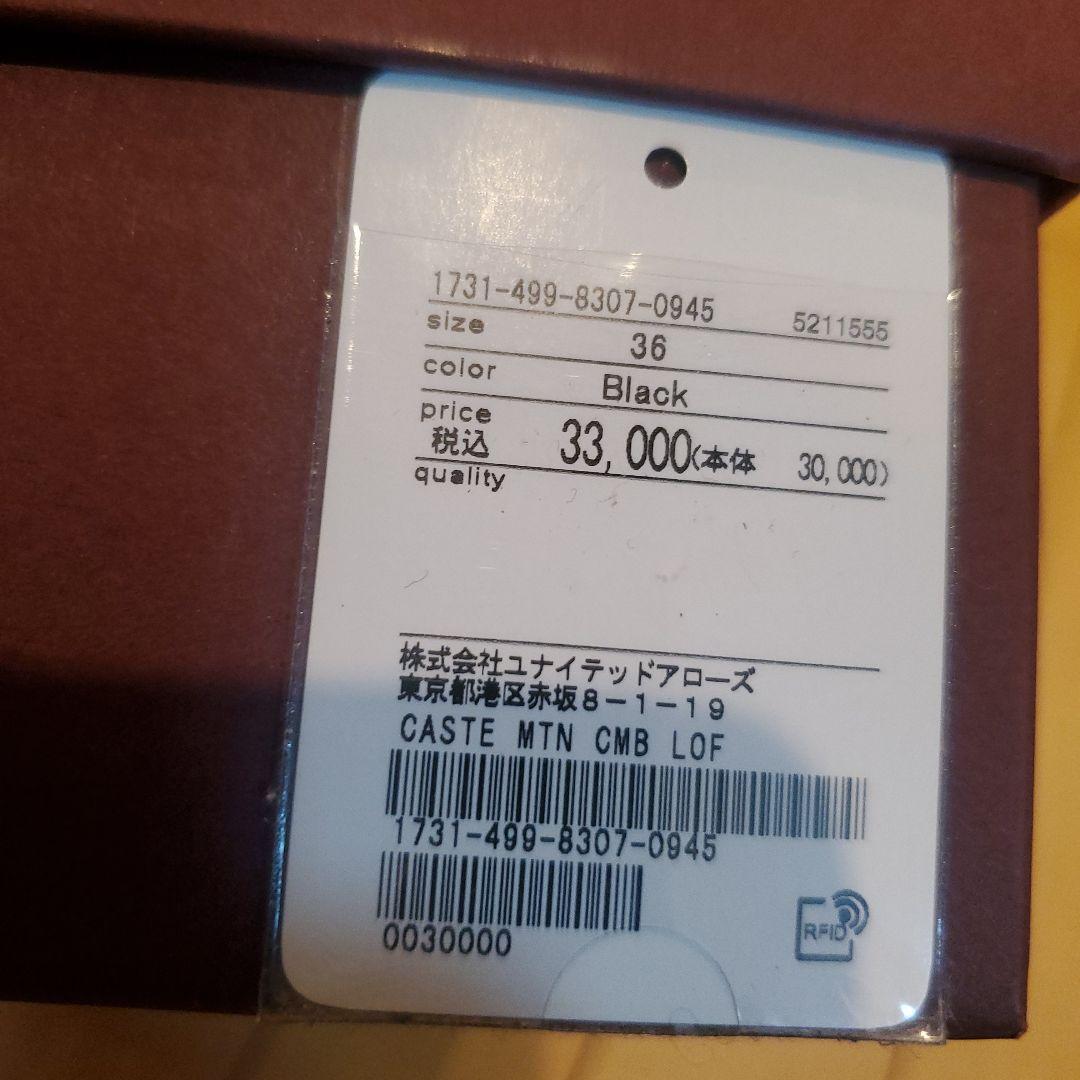 1731-499-8307-0945 5211555
size 36
color Black
price
税込 33,000(本体 30,000)
quality
株式会社ユナイテッドアローズ
東京都港区赤坂8－1－19
CASTE MTN CMB LOF
1731-499-8307-0945
0030000
RFID